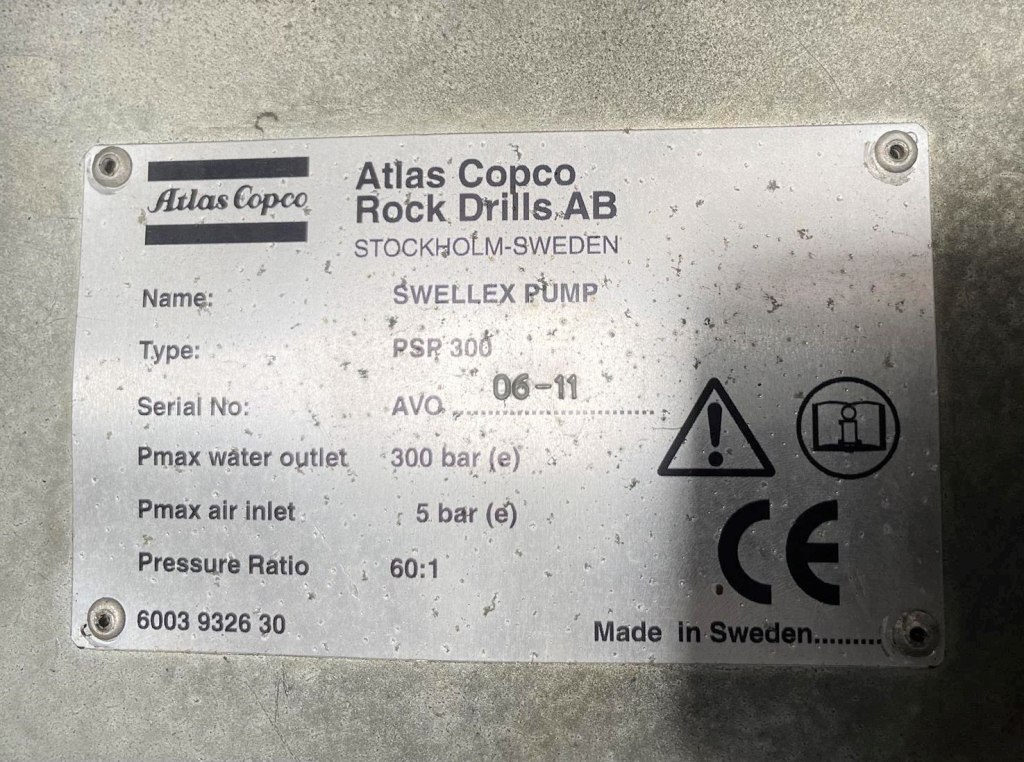 Atlas Copco
Atlas Copco
Rock Drills AB
STOCKHOLM-SWEDEN
Name: SWELLEX PUMP
Type: PSP 300
Serial No: AVO 06-11
Pmax water outlet 300 bar (e)
Pmax air inlet 5 bar (e)
Pressure Ratio 60:1
6003 9326 30
CE
Made in Sweden.........